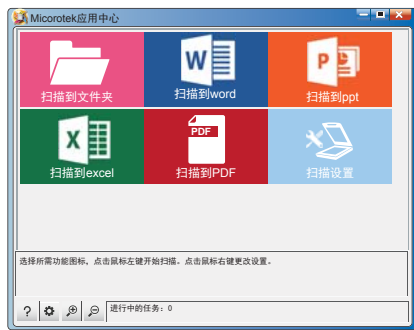 Micorotek应用中心
扫描到文件夹
W
扫描到word
P
扫描到ppt
X
扫描到excel
PDF
扫描到PDF
扫描设置
选择所需功能图标，点击鼠标左键开始扫描。点击鼠标右键更改设置。
?
进行中的任务：0